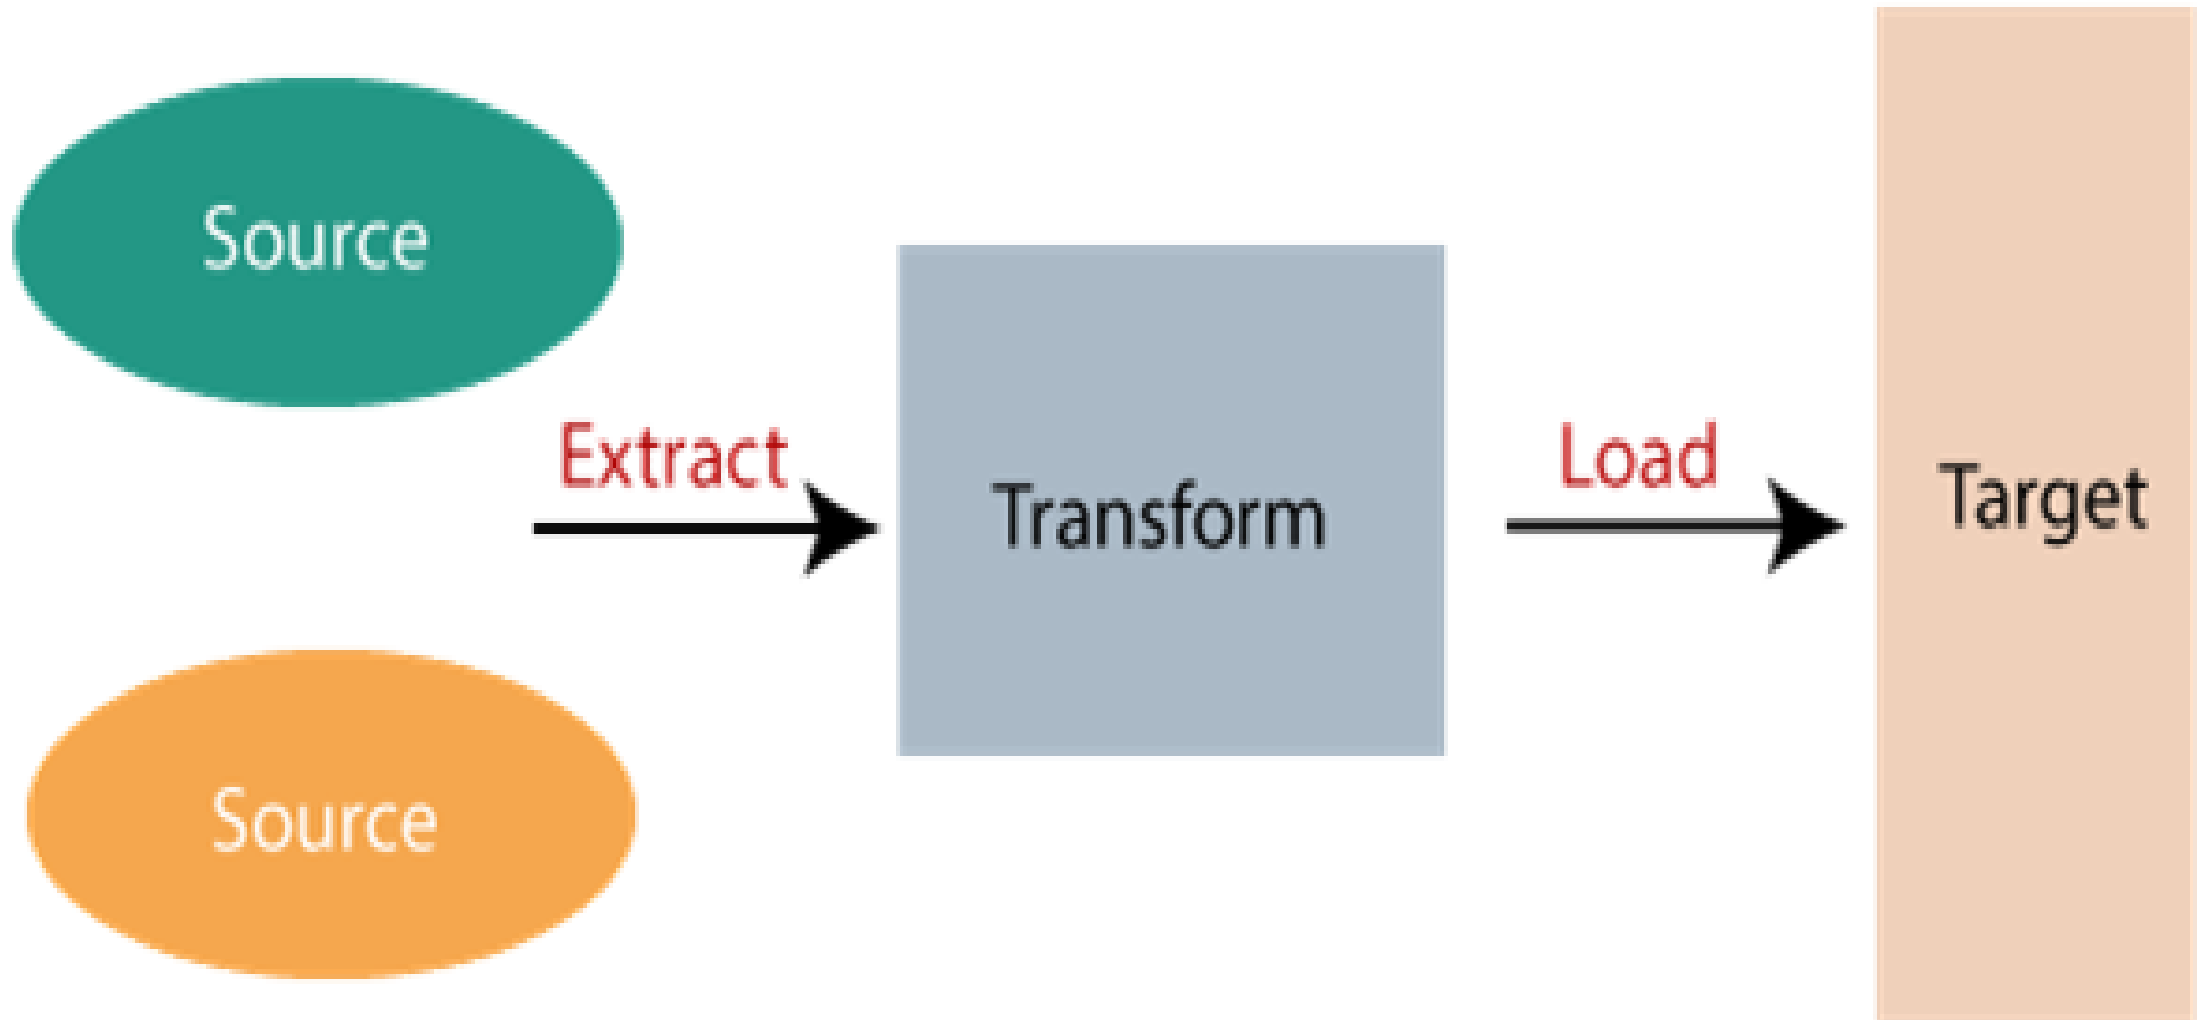 Source
Extract
Transform
Load
Target
Source